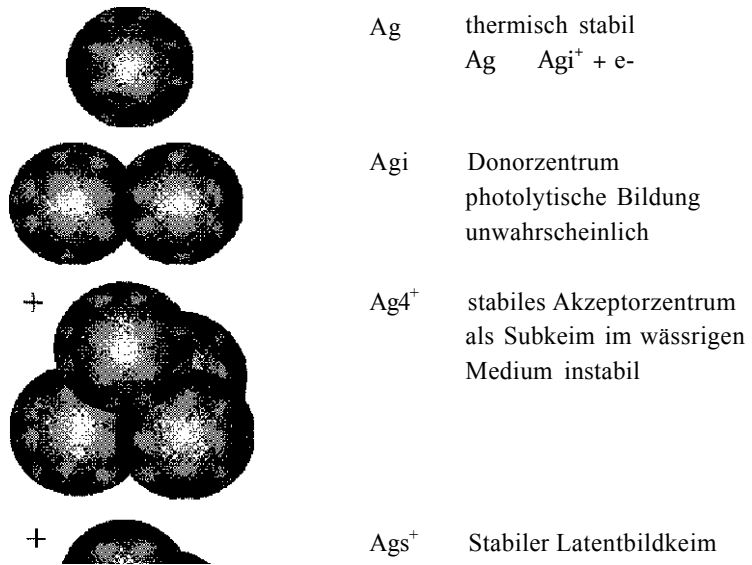 Ag thermisch stabil
Ag Agi⁺ + e-
Agi Donorzentrum
photolytische Bildung
unwahrscheinlich
+ Ag4⁺ stabiles Akzeptorzentrum
als Subkeim im wässrigen
Medium instabil
+ Ags⁺ Stabiler Latentbildkeim